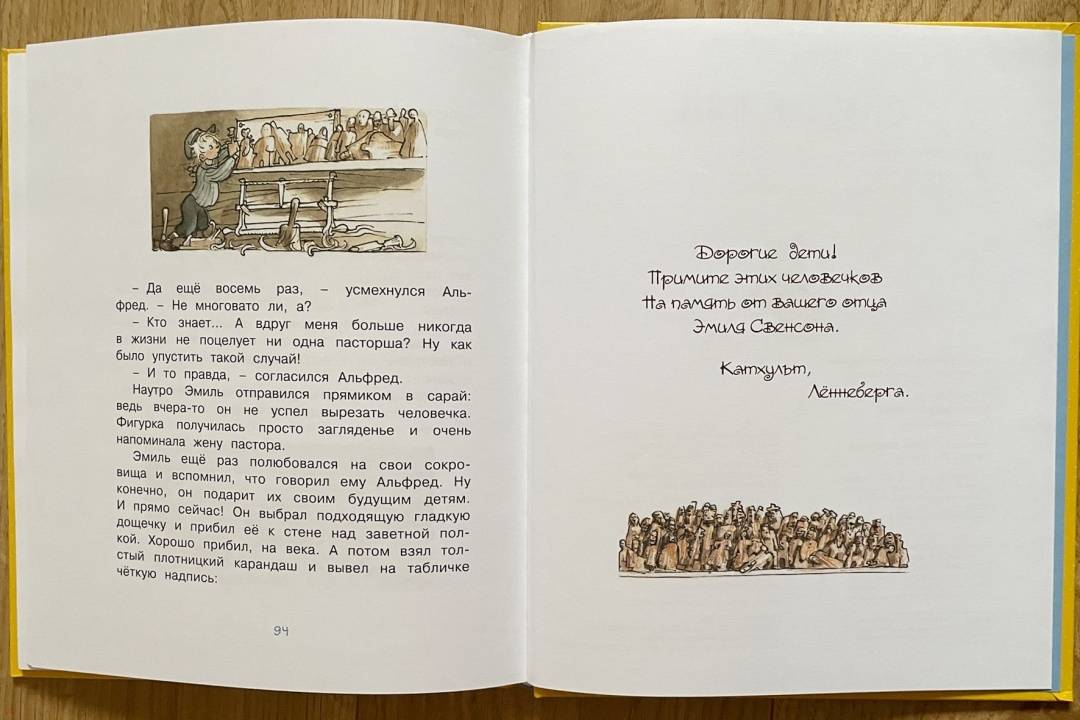 – Да ещё восемь раз, – усмехнулся Аль-
фред. – Не многовато ли, а?
– Кто знает... А вдруг меня больше никогда
в жизни не поцелует ни одна пасторша? Ну как
было упустить такой случай!
– И то правда, – согласился Альфред.
Наутро Эмиль отправился прямиком в сарай:
ведь вчера-то он не успел вырезать человечка.
Фигурка получилась просто загляденье и очень
напоминала жену пастора.
Эмиль ещё раз полюбовался на свои сокро-
вища и вспомнил, что говорил ему Альфред. Ну
конечно, он подарит их своим будущим детям.
И прямо сейчас! Он выбрал подходящую гладкую
дощечку и прибил её к стене над заветной пол-
кой. Хорошо прибил, на века. А потом взял тол-
стый плотницкий карандаш и вывел на табличке
чёткую надпись:
94
Дорогие дети!
Примите этих человечков
На память от вашего отца
Эмиля Свенсона.
Катхульт,
Лённеберга.